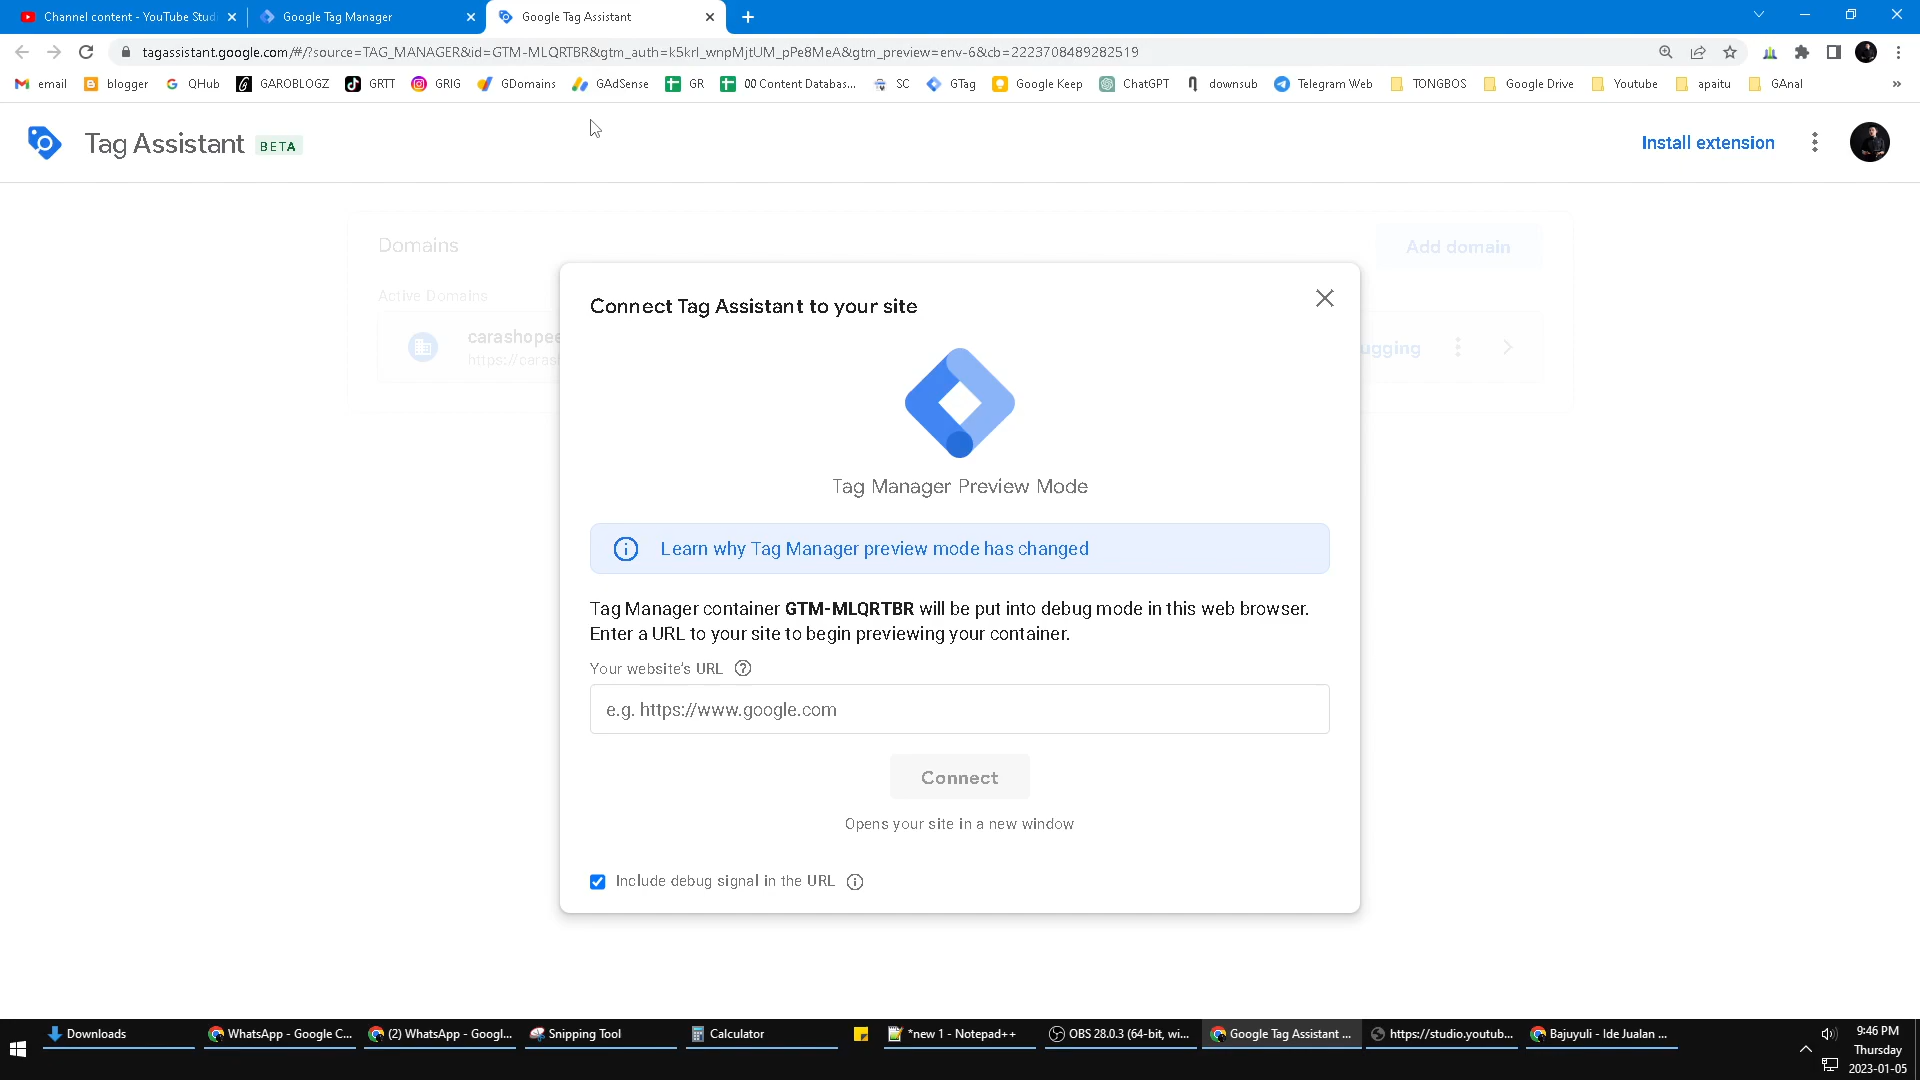 Channel content - YouTube Stud
Google Tag Manager
Google Tag Assistant
tagassistant.google.com/#/?source=TAG_MANAGER&id=GTM-MLQRTBR&gtm_auth=k5krl_wnpMjtUM_pPe8MeA&gtm_preview=env-6&cb=2223708489282519
email
blogger
QHub
GAROBLOGZ
GRTT
GRIG
GDomains
GAdSense
GR
00 Content Databas...
SC
GTag
Google Keep
ChatGPT
downsub
Telegram Web
TONGBOS
Google Drive
Youtube
apaitu
GAnal
»
Tag Assistant BETA
Install extension
Domains
Add domain
Active Domains
carashopee
https://caras
ugging
Connect Tag Assistant to your site
Tag Manager Preview Mode
Learn why Tag Manager preview mode has changed
Tag Manager container GTM-MLQRTBR will be put into debug mode in this web browser.
Enter a URL to your site to begin previewing your container.
Your website's URL
e.g. https://www.google.com
Connect
Opens your site in a new window
Include debug signal in the URL
Downloads
WhatsApp - Google C...
(2) WhatsApp - Googl...
Snipping Tool
Calculator
*new 1 - Notepad++
OBS 28.0.3 (64-bit, wi...
Google Tag Assistant ...
https://studio.youtub...
Bajuyuli - Ide Jualan ...
9:46 PM
Thursday
2023-01-05